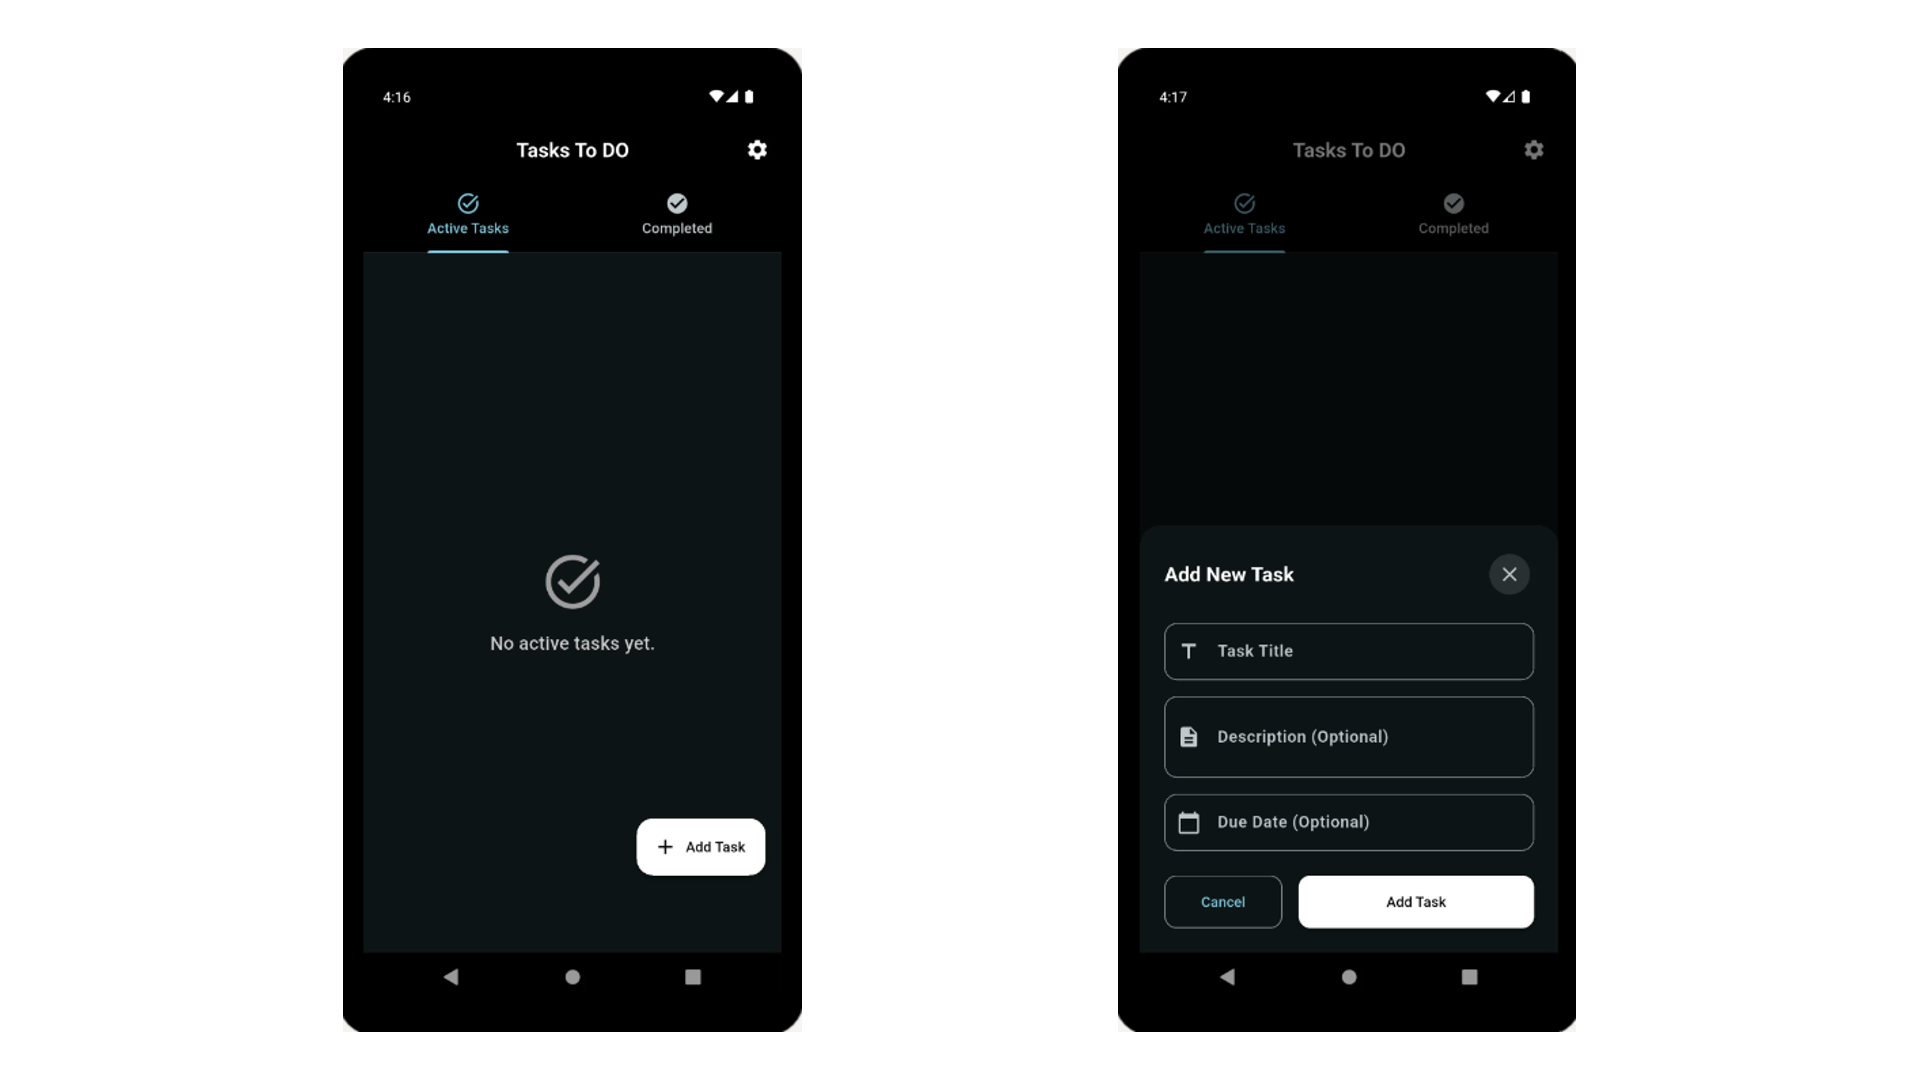 4:16
Tasks To DO
Active Tasks
Completed
No active tasks yet.
Add Task
4:17
Tasks To DO
Active Tasks
Completed
Add New Task
Task Title
Description (Optional)
Due Date (Optional)
Cancel
Add Task